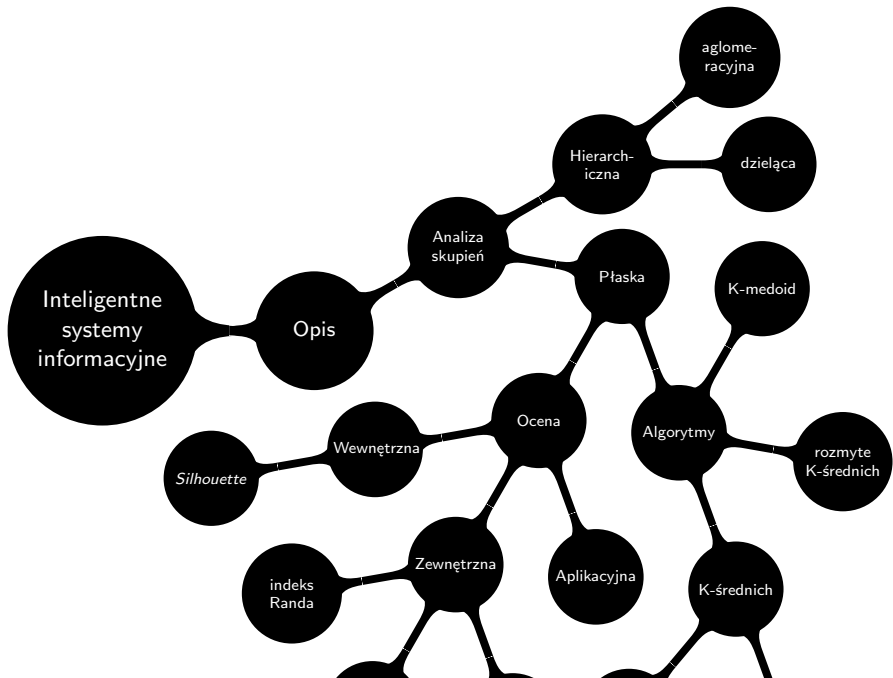 aglome-
racyjna
Hierarch-
iczna
dzieląca
Analiza
skupień
Płaska
K-medoid
Inteligentne
systemy
informacyjne
Opis
Ocena
Algorytmy
Wewnętrzna
rozmyte
K-średnich
Silhouette
Zewnętrzna
Aplikacyjna
K-średnich
indeks
Randa